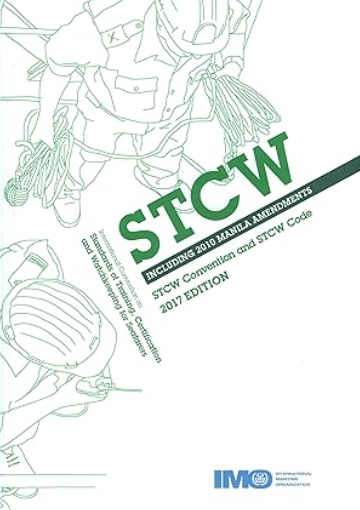 STCW
INCLUDING 2010 MANILA AMENDMENTS
STCW Convention and STCW Code
2017 EDITION
International Convention on
Standards of Training, Certification
and Watchkeeping for Seafarers
IMO
INTERNATIONAL
MARITIME
ORGANIZATION